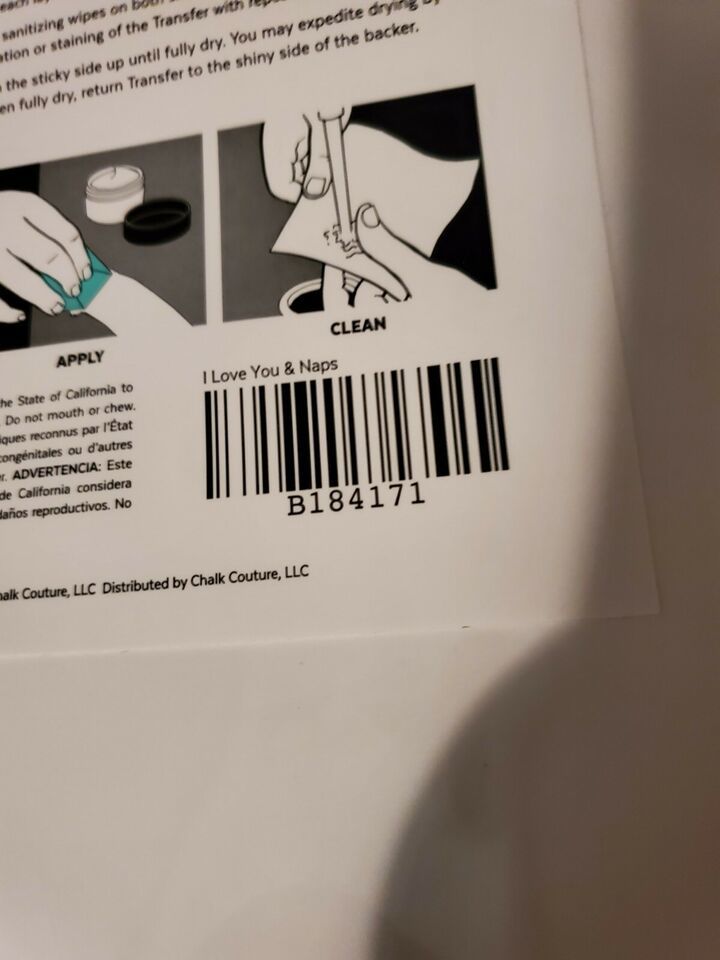 sanitizing wipes on both
ation or staining of the Transfer with
the sticky side up until fully dry. You may expedite drying by
en fully dry, return Transfer to the shiny side of the backer.
APPLY
CLEAN
he State of California to
Do not mouth or chew.
iques reconnus par l'État
congénitales ou d'autres
r. ADVERTENCIA: Este
de California considera
daños reproductivos. No
I Love You & Naps
B184171
halk Couture, LLC Distributed by Chalk Couture, LLC